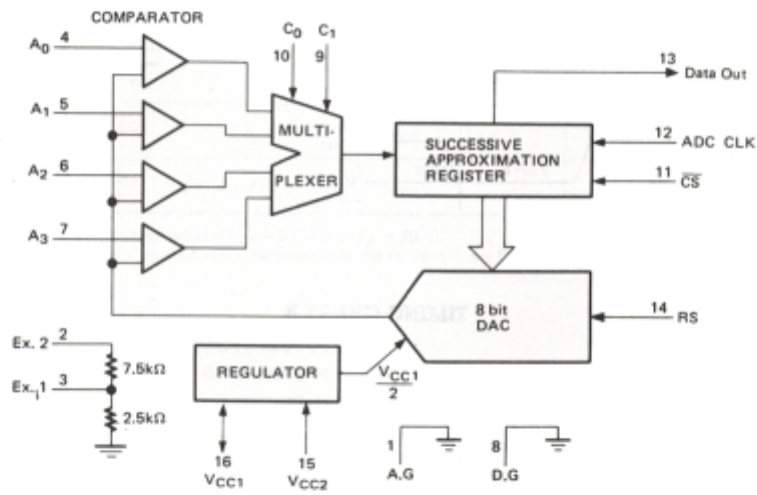 COMPARATOR
A0 4
C0 C1
10 9
13 Data Out
A1 5
MULTI-
PLEXER
SUCCESSIVE
APPROXIMATION
REGISTER
12 ADC CLK
11 CS
A2 6
A3 7
8 bit
DAC
14 RS
Ex. 2 2
7.5kΩ
Ex. 1 3
2.5kΩ
REGULATOR
VCC1
2
16
VCC1
15
VCC2
1
A,G
8
D,G